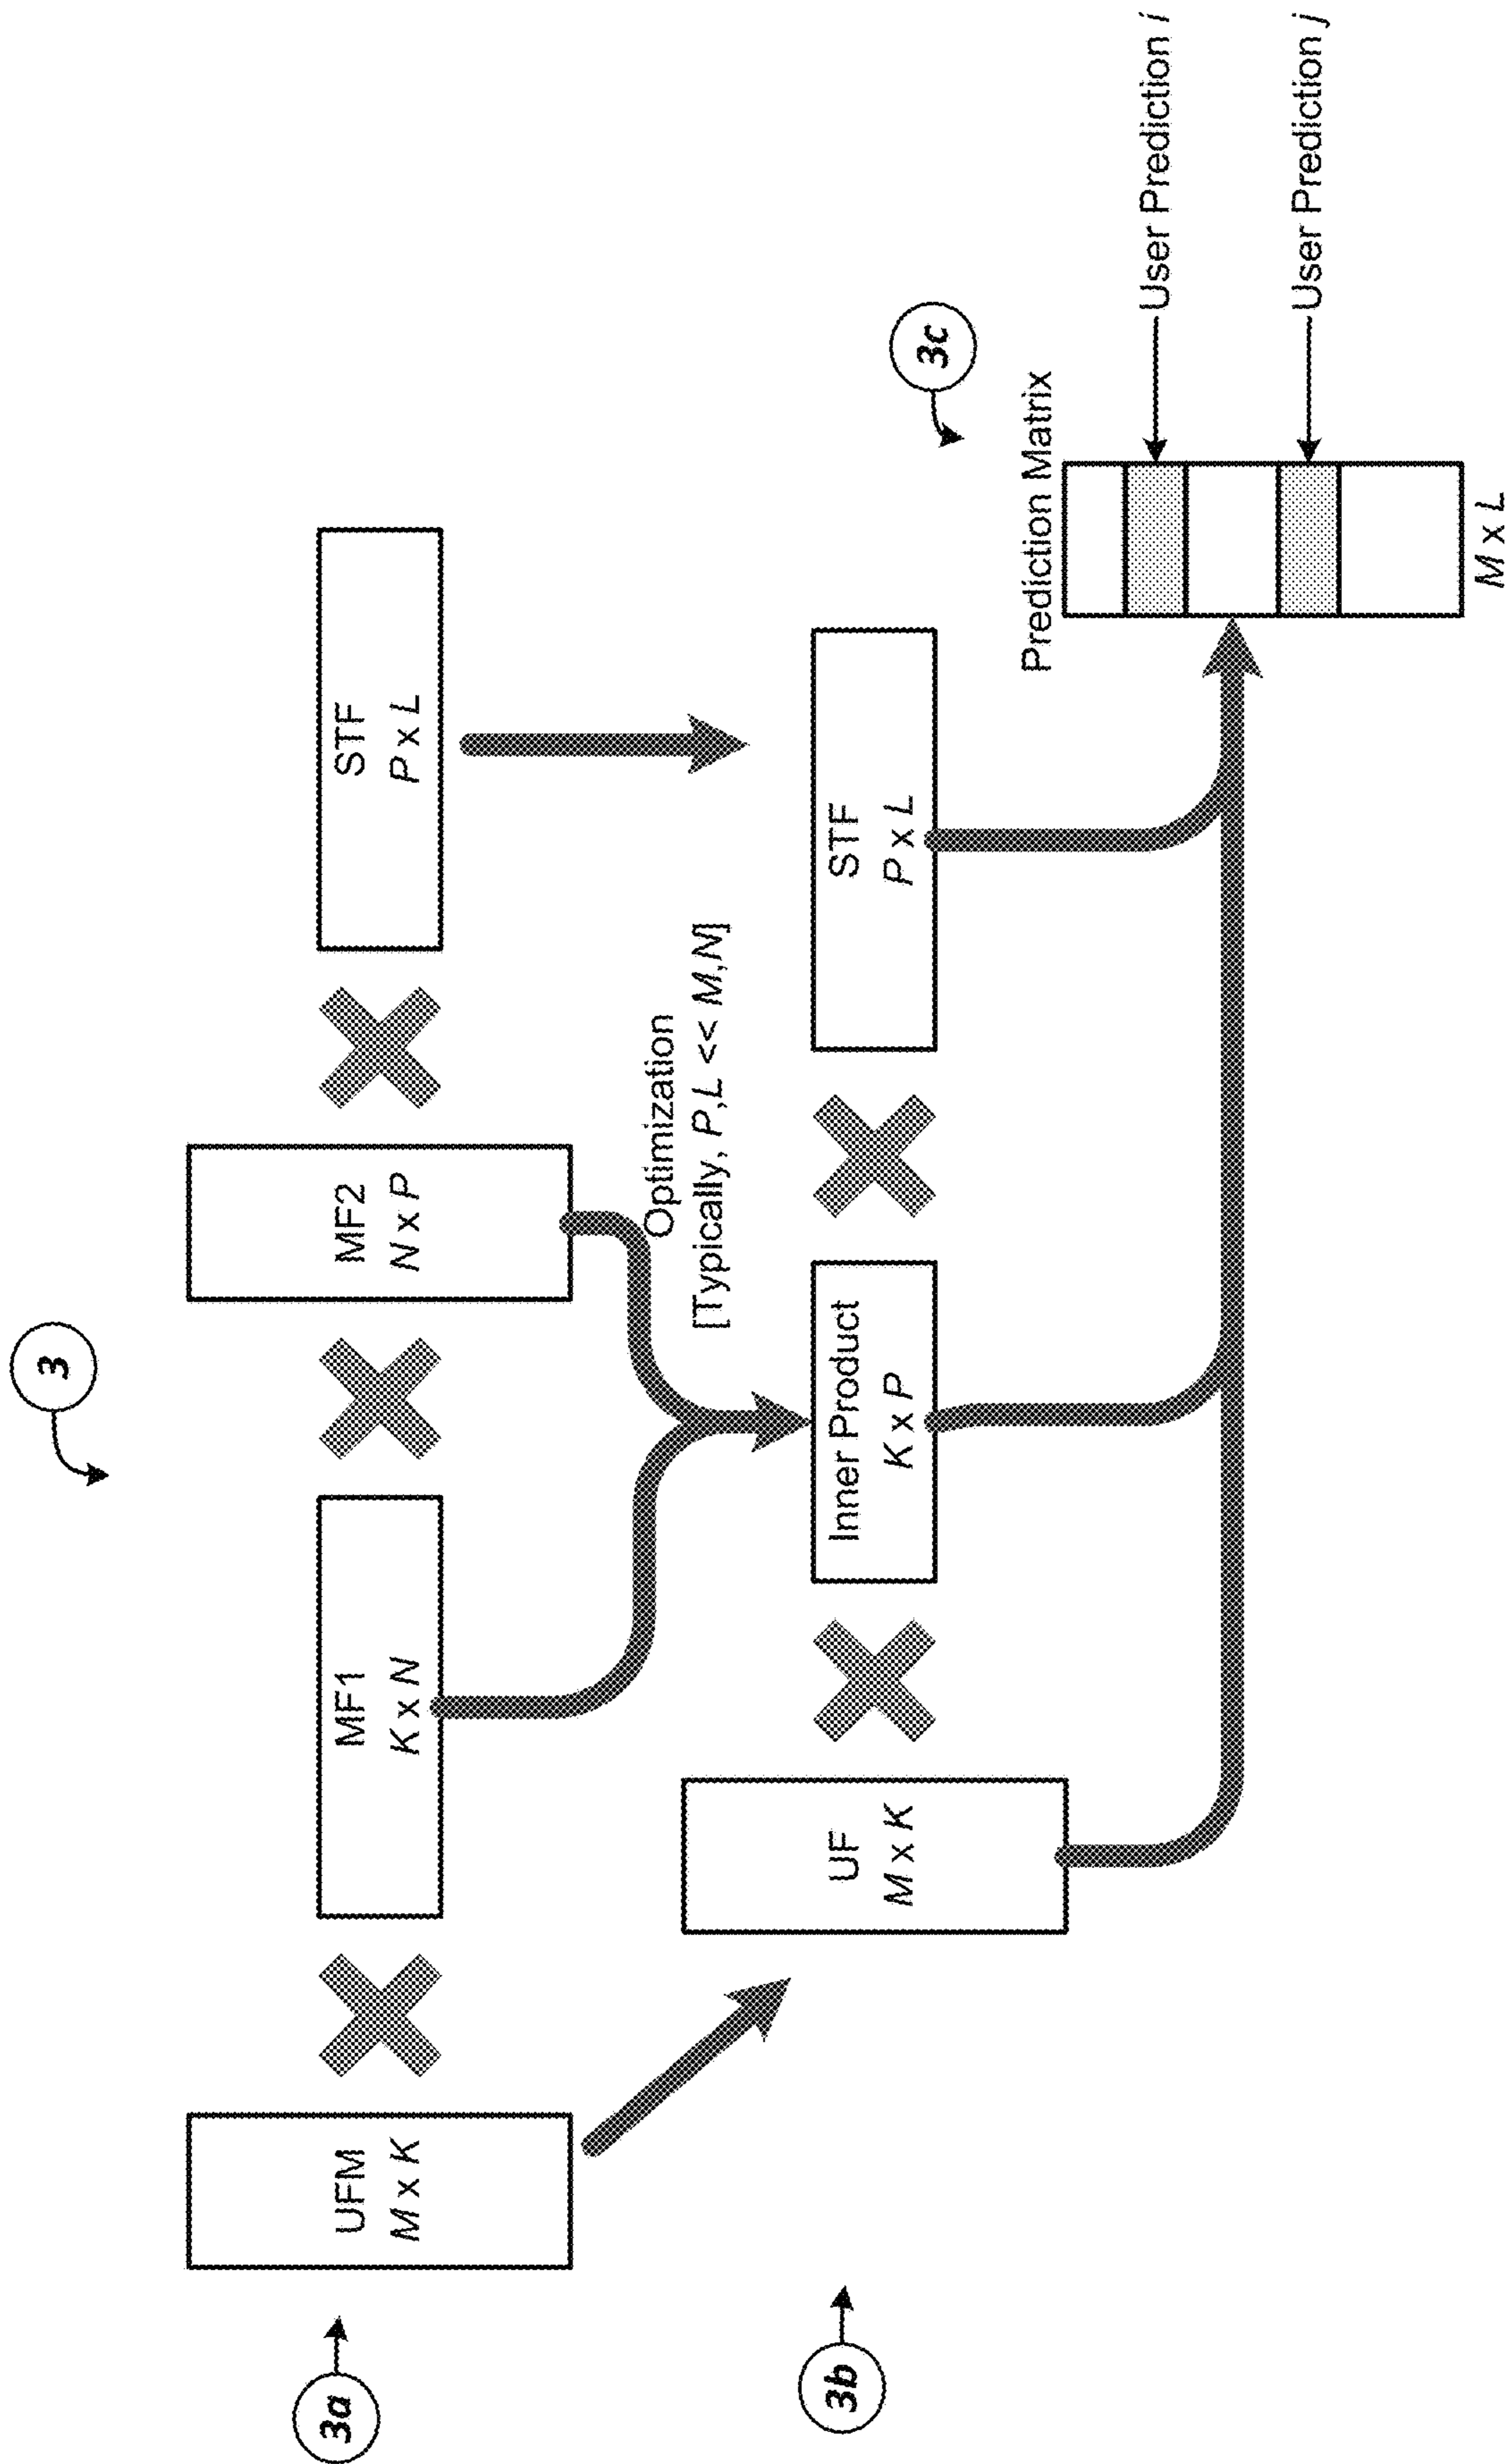 3
3a
UFM
M x K
MF1
K x N
MF2
N x P
STF
P x L
Optimization
[Typically, P,L << M,N]
3b
UF
M x K
Inner Product
K x P
STF
P x L
3c
Prediction Matrix
User Prediction i
User Prediction j
M x L